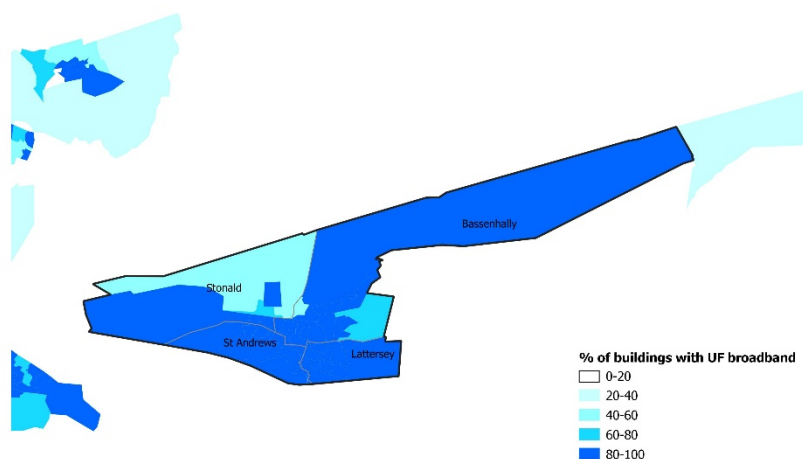 Bassenhally
Stonald
St Andrews
Lattersey
% of buildings with UF broadband
0-20
20-40
40-60
60-80
80-100